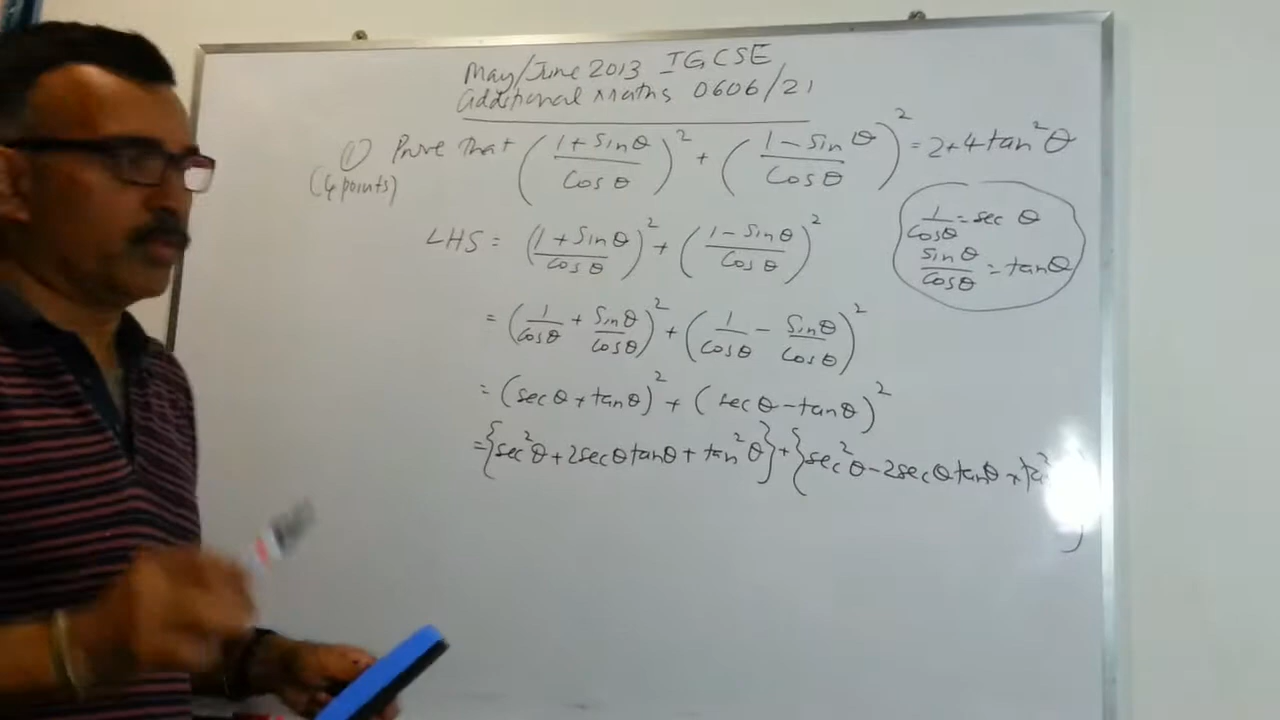 May/June 2013 IGCSE
Additional Maths 0606/21
① Prove that ((1+sinθ)/cosθ)² + ((1-sinθ)/cosθ)² = 2+4tan²θ
(4 points)
1/cosθ = sec θ
sinθ/cosθ = tanθ
LHS = ((1+sinθ)/cosθ)² + ((1-sinθ)/cosθ)²
= (1/cosθ + sinθ/cosθ)² + (1/cosθ - sinθ/cosθ)²
= (secθ+tanθ)² + (secθ-tanθ)²
= {sec²θ+2secθtanθ+tan²θ} + {sec²θ-2secθtanθ+